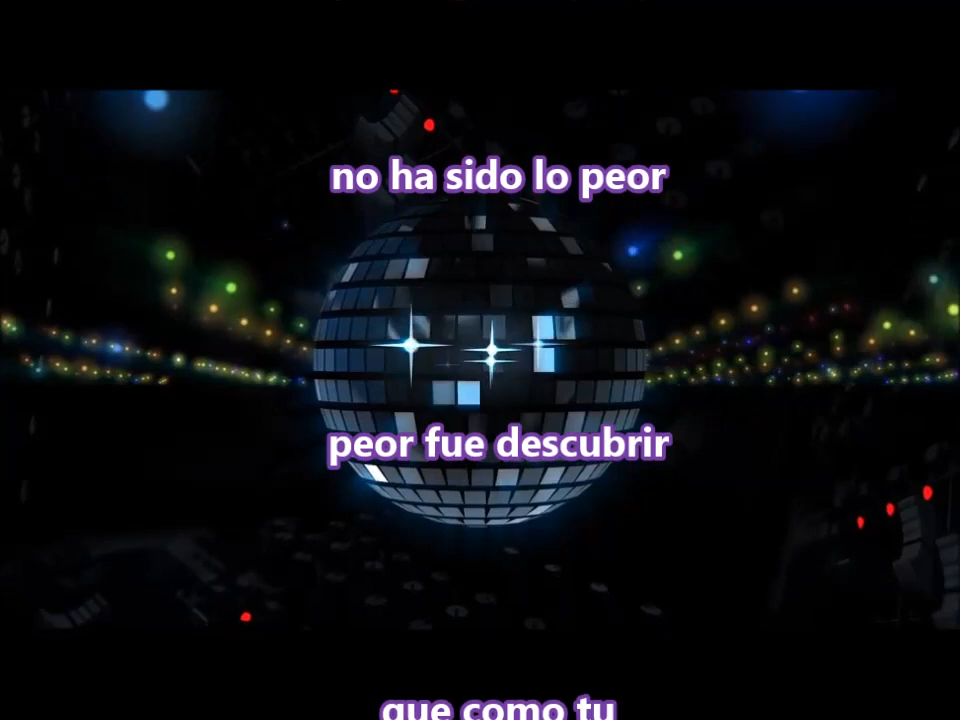 no ha sido lo peor
peor fue descubrir
que como tu